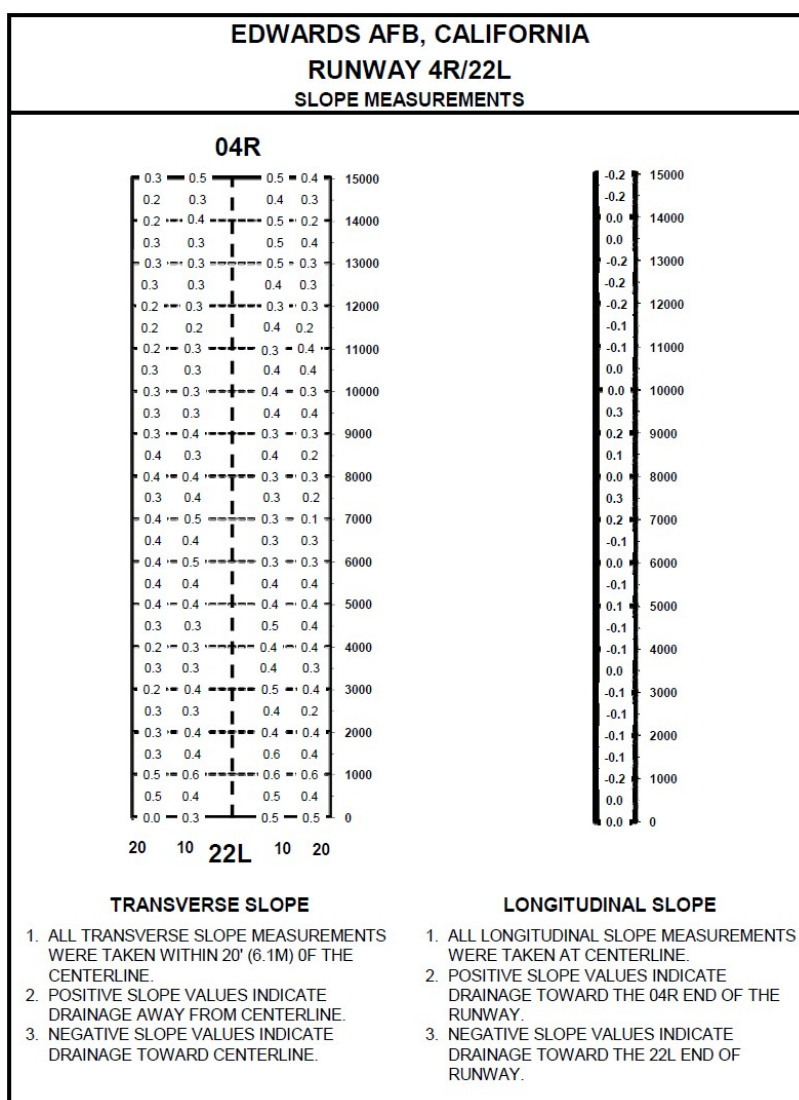 EDWARDS AFB, CALIFORNIA
RUNWAY 4R/22L
SLOPE MEASUREMENTS
04R
0.3 0.5 0.5 0.4 15000
0.2 0.3 0.4 0.3
0.2 0.4 0.5 0.2 14000
0.3 0.3 0.5 0.4
0.3 0.3 0.5 0.3 13000
0.3 0.3 0.4 0.3
0.2 0.3 0.3 0.3 12000
0.2 0.2 0.4 0.2
0.2 0.3 0.3 0.4 11000
0.3 0.3 0.4 0.4
0.3 0.3 0.4 0.3 10000
0.3 0.3 0.4 0.4
0.3 0.4 0.3 0.3 9000
0.4 0.3 0.4 0.2
0.4 0.4 0.3 0.3 8000
0.3 0.4 0.3 0.2
0.4 0.5 0.3 0.1 7000
0.4 0.4 0.3 0.3
0.4 0.5 0.3 0.3 6000
0.4 0.4 0.4 0.4
0.4 0.4 0.4 0.4 5000
0.3 0.3 0.5 0.4
0.2 0.3 0.4 0.4 4000
0.3 0.3 0.4 0.3
0.2 0.4 0.5 0.4 3000
0.3 0.3 0.4 0.2
0.3 0.4 0.4 0.4 2000
0.3 0.4 0.6 0.4
0.5 0.6 0.6 0.6 1000
0.5 0.4 0.5 0.4
0.0 0.3 0.5 0.5 0
20 10 22L 10 20
-0.2 15000
-0.2
0.0 14000
0.0
-0.2 13000
-0.2
-0.2 12000
-0.1
-0.1 11000
0.0
0.0 10000
0.3
0.2 9000
0.1
0.0 8000
0.3
0.2 7000
-0.1
0.0 6000
-0.1
0.1 5000
-0.1
-0.1 4000
0.0
-0.1 3000
-0.1
-0.1 2000
-0.1
-0.2 1000
0.0
0.0 0
TRANSVERSE SLOPE
1. ALL TRANSVERSE SLOPE MEASUREMENTS
WERE TAKEN WITHIN 20' (6.1M) 0F THE
CENTERLINE.
2. POSITIVE SLOPE VALUES INDICATE
DRAINAGE AWAY FROM CENTERLINE.
3. NEGATIVE SLOPE VALUES INDICATE
DRAINAGE TOWARD CENTERLINE.
LONGITUDINAL SLOPE
1. ALL LONGITUDINAL SLOPE MEASUREMENTS
WERE TAKEN AT CENTERLINE.
2. POSITIVE SLOPE VALUES INDICATE
DRAINAGE TOWARD THE 04R END OF THE
RUNWAY.
3. NEGATIVE SLOPE VALUES INDICATE
DRAINAGE TOWARD THE 22L END OF
RUNWAY.